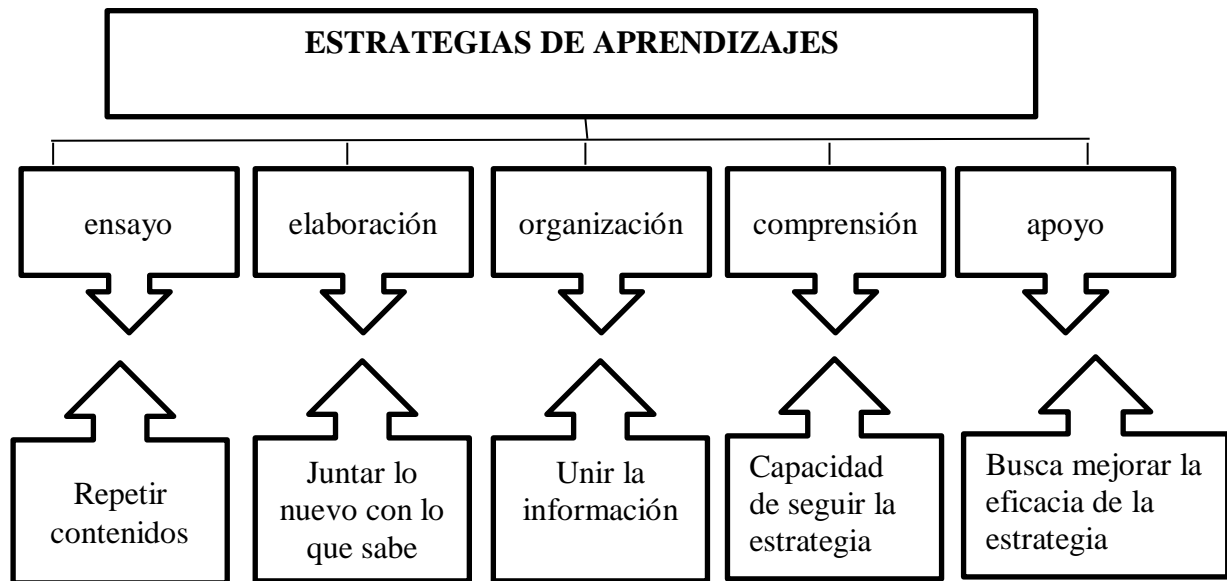 ESTRATEGIAS DE APRENDIZAJES
ensayo
elaboración
organización
comprensión
apoyo
Repetir
contenidos
Juntar lo
nuevo con lo
que sabe
Unir la
información
Capacidad
de seguir la
estrategia
Busca mejorar la
eficacia de la
estrategia